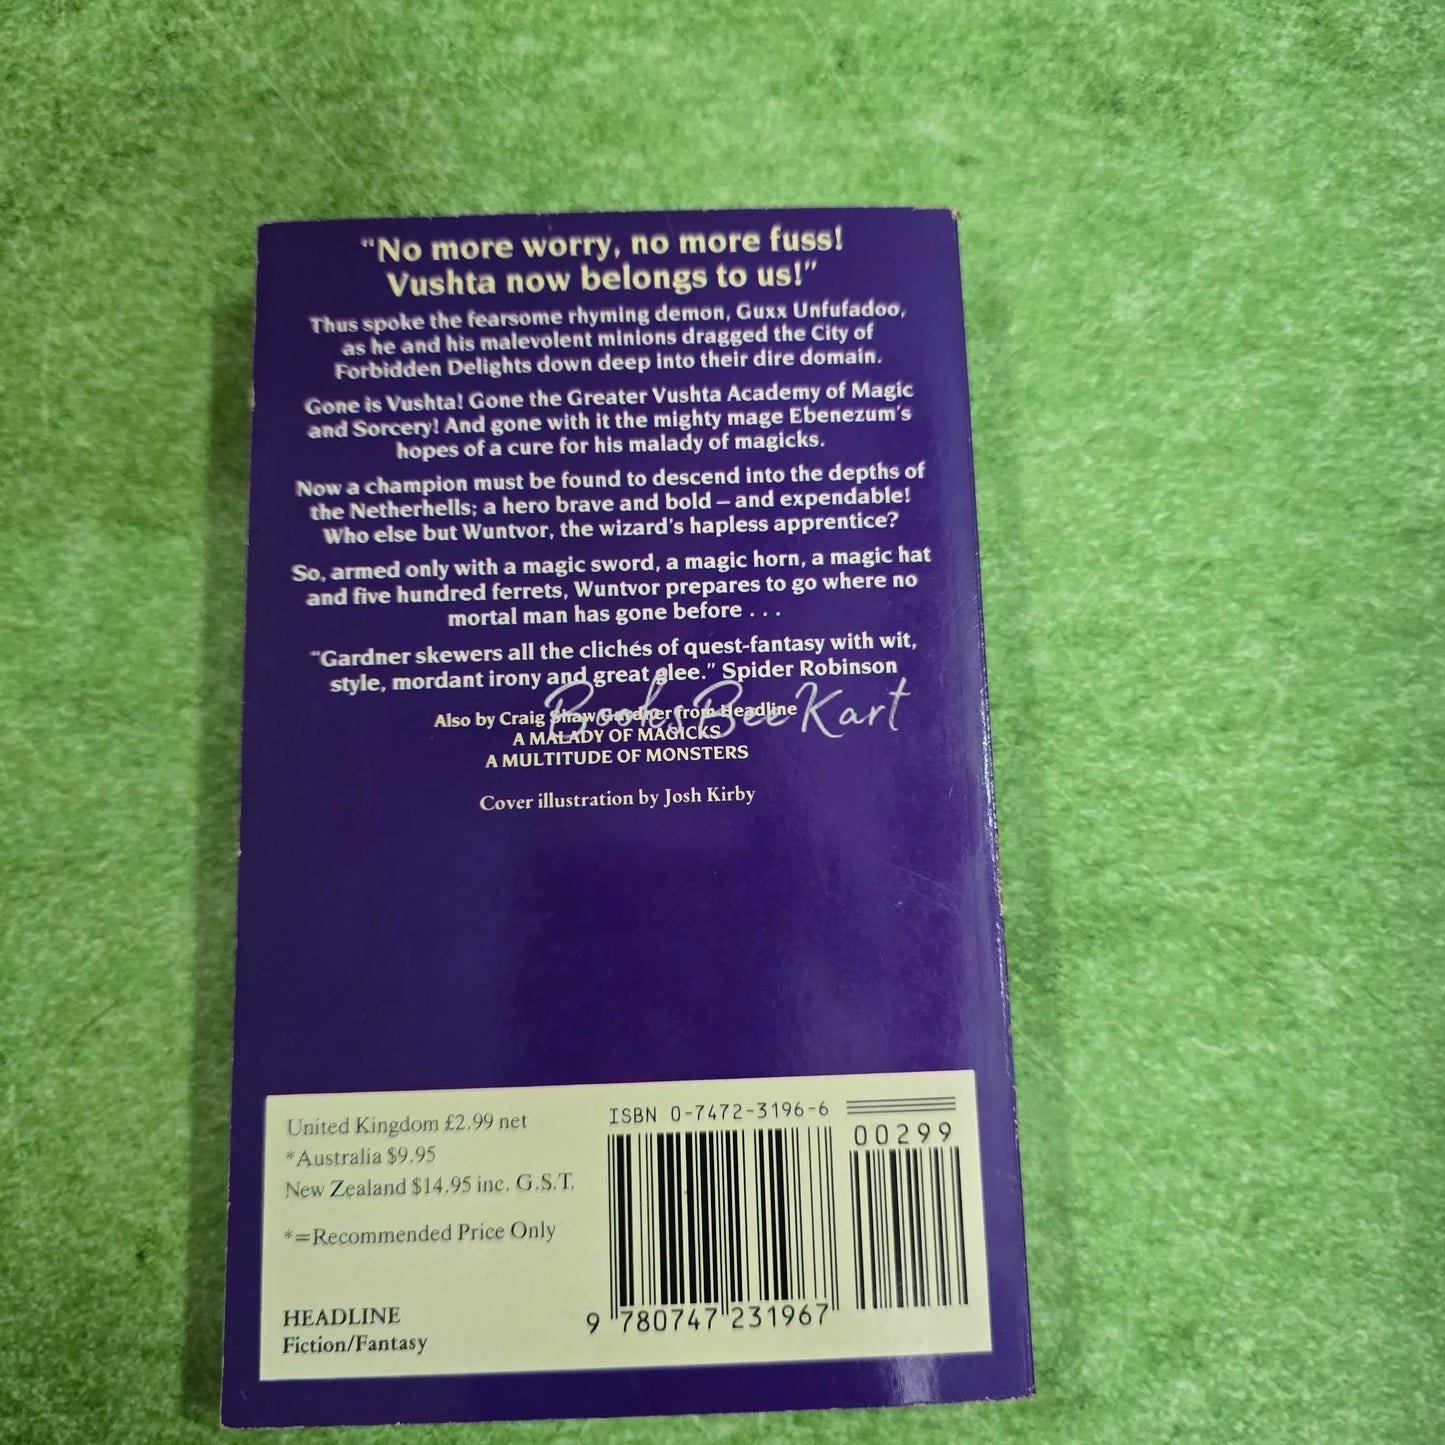 "No more worry, no more fuss!
Vushta now belongs to us!"
Thus spoke the fearsome rhyming demon, Guxx Unfufadoo,
as he and his malevolent minions dragged the City of
Forbidden Delights down deep into their dire domain.
Gone is Vushta! Gone the Greater Vushta Academy of Magic
and Sorcery! And gone with it the mighty mage Ebenezum's
hopes of a cure for his malady of magicks.
Now a champion must be found to descend into the depths of
the Netherhells; a hero brave and bold – and expendable!
Who else but Wuntvor, the wizard's hapless apprentice?
So, armed only with a magic sword, a magic horn, a magic hat
and five hundred ferrets, Wuntvor prepares to go where no
mortal man has gone before . . .
"Gardner skewers all the clichés of quest-fantasy with wit,
style, mordant irony and great glee." Spider Robinson
BooksBeeKart
Also by Craig Shaw Gardner from Headline
A MALADY OF MAGICKS
A MULTITUDE OF MONSTERS
Cover illustration by Josh Kirby
United Kingdom £2.99 net
*Australia $9.95
New Zealand $14.95 inc. G.S.T.
*=Recommended Price Only
HEADLINE
Fiction/Fantasy
ISBN 0-7472-3196-6
00299
9 780747 231967